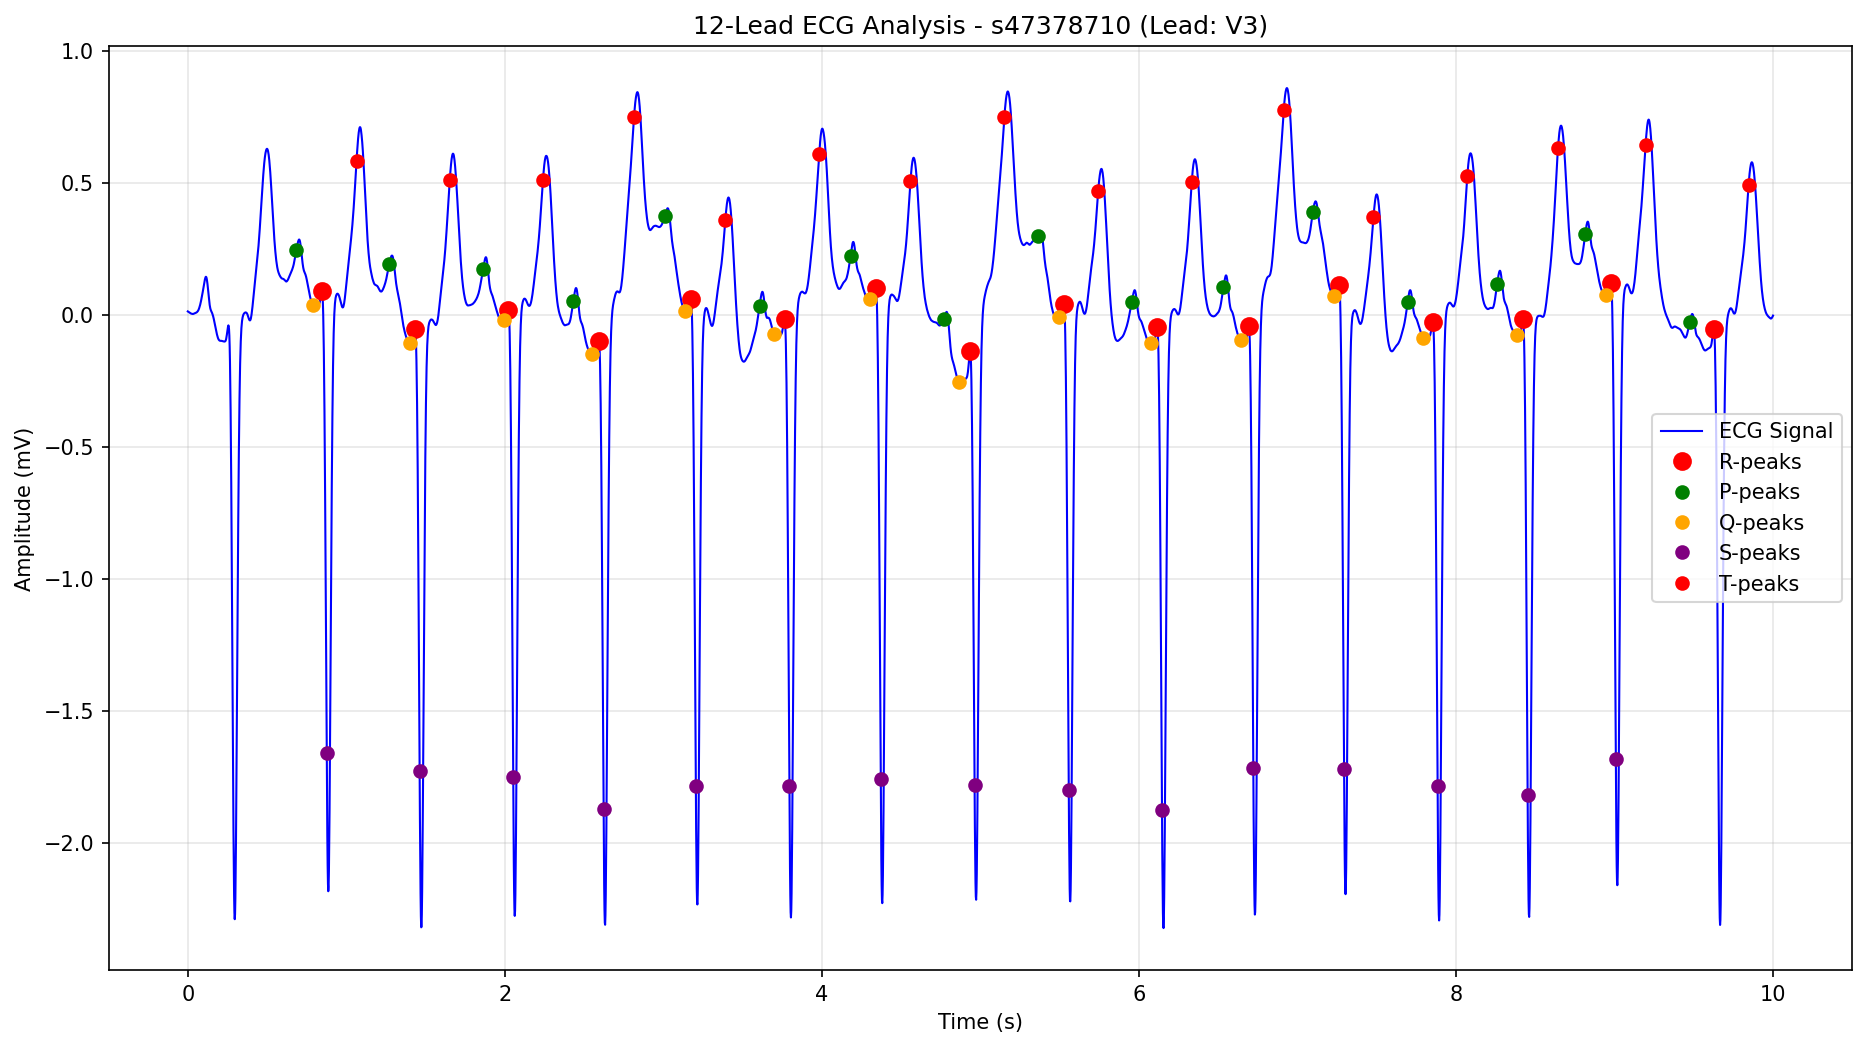 12-Lead ECG Analysis - s47378710 (Lead: V3)
1.0
0.5
0.0
−0.5
−1.0
−1.5
−2.0
Amplitude (mV)
ECG Signal
R-peaks
P-peaks
Q-peaks
S-peaks
T-peaks
0 2 4 6 8 10
Time (s)